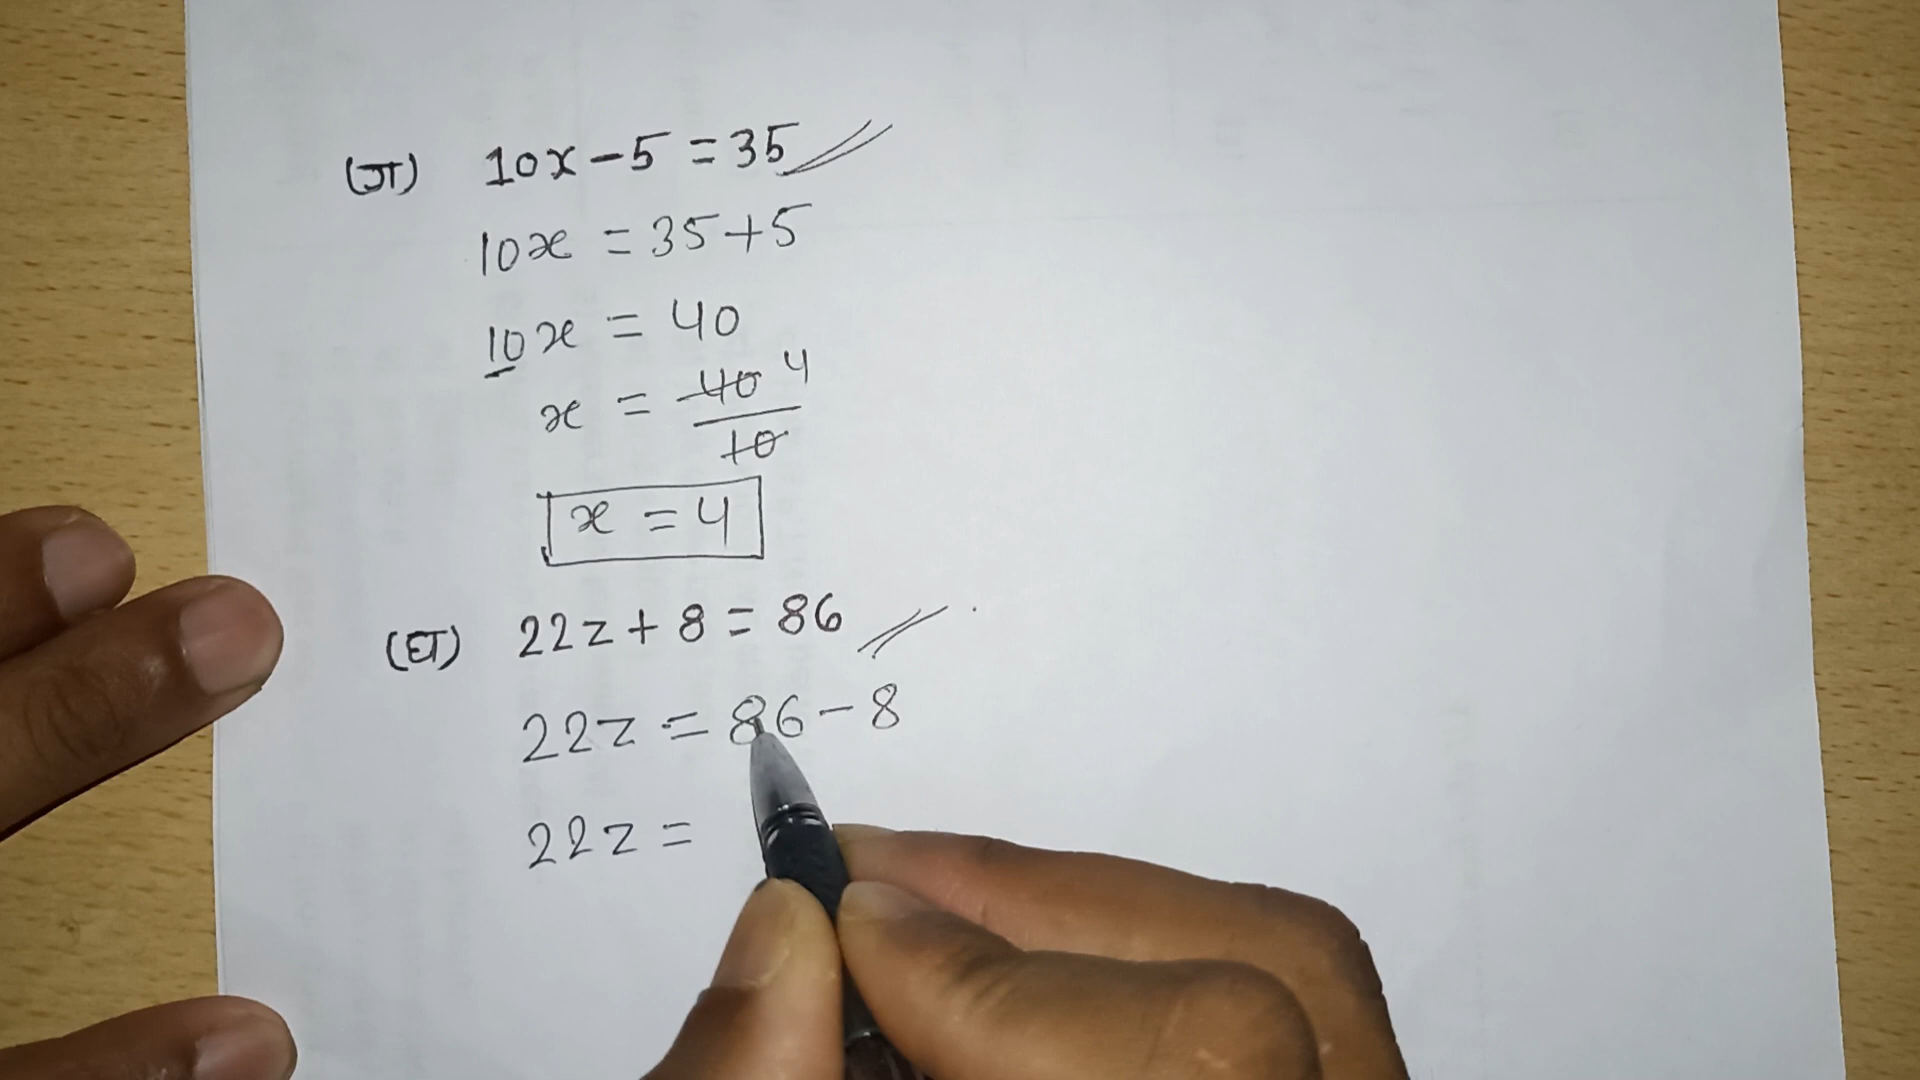 (ग) 10x-5=35
10x = 35+5
10x = 40
x = 40/10 4
x = 4
(घ) 22z+8=86
22z = 86-8
22z =